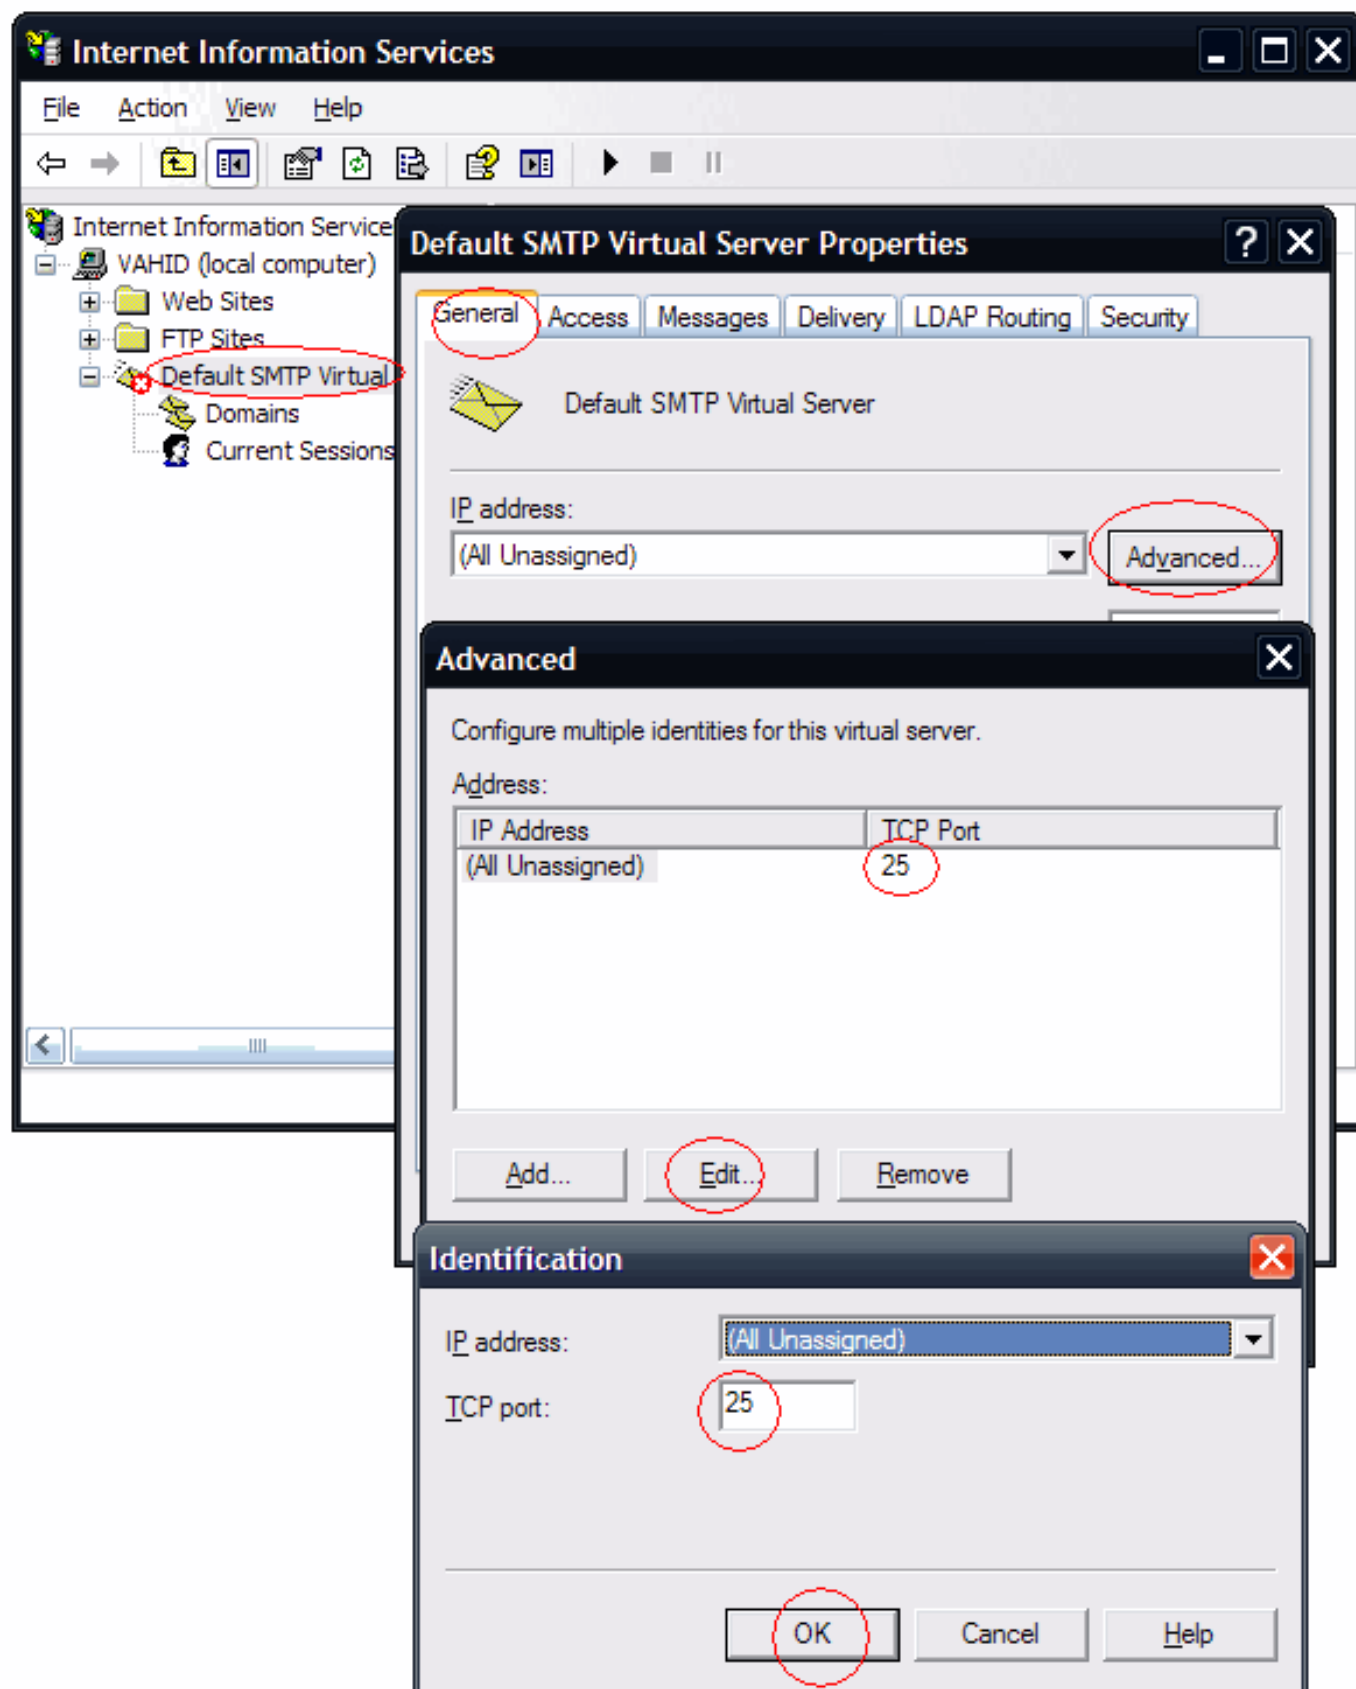 Internet Information Services
File Action View Help
Internet Information Service
VAHID (local computer)
Web Sites
FTP Sites
Default SMTP Virtual
Domains
Current Sessions
Default SMTP Virtual Server Properties
General Access Messages Delivery LDAP Routing Security
Default SMTP Virtual Server
IP address:
(All Unassigned) Advanced...
Advanced
Configure multiple identities for this virtual server.
Address:
IP Address TCP Port
(All Unassigned) 25
Add... Edit... Remove
Identification
IP address: (All Unassigned)
TCP port: 25
OK Cancel Help